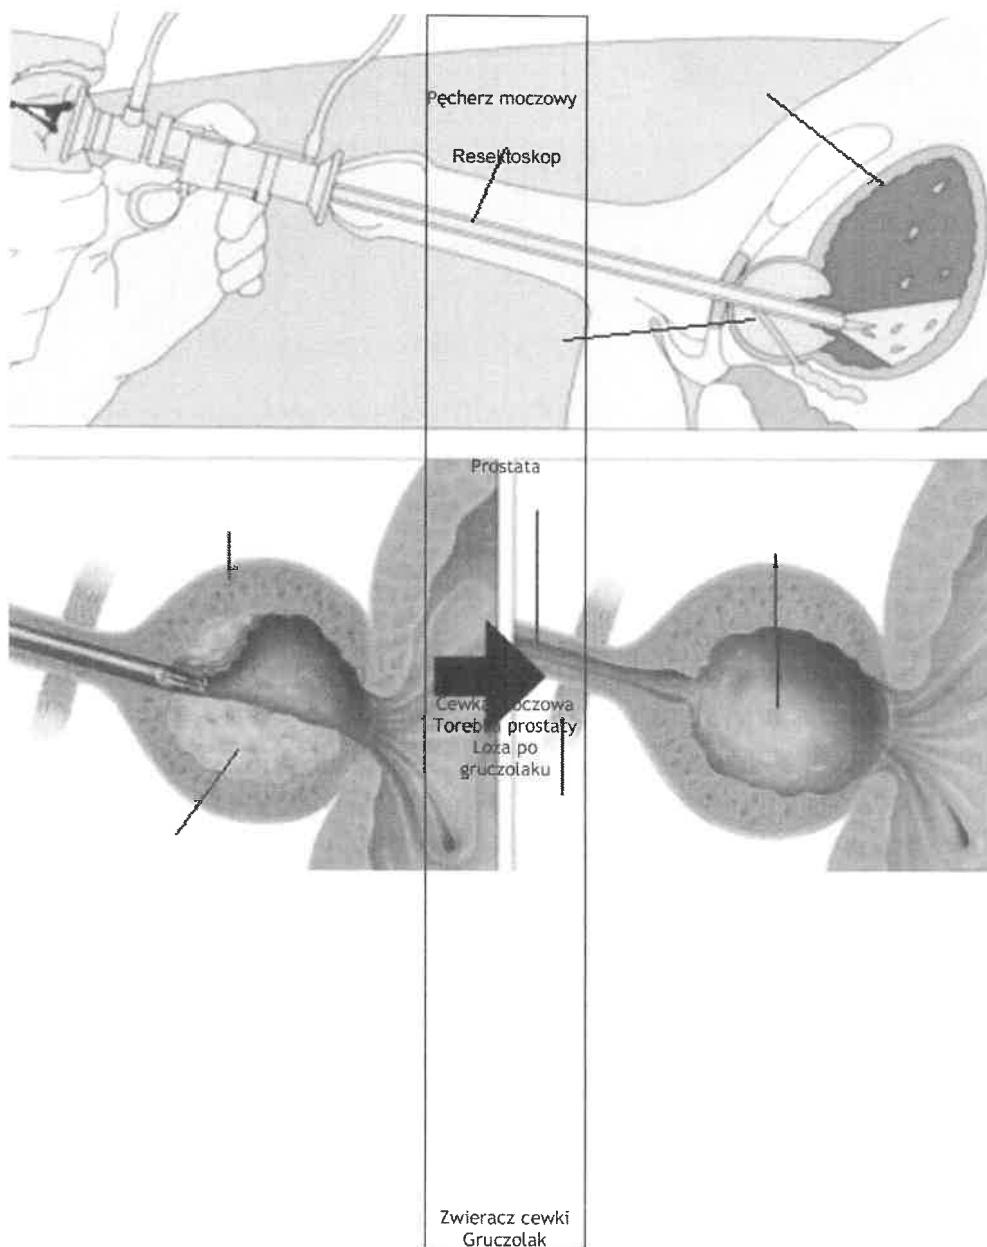 Pęcherz moczowy
Resektoskop
Prostata
Cewka moczowa
Torebka prostaty
Loża po
gruczolaku
Zwieracz cewki
Gruczolak